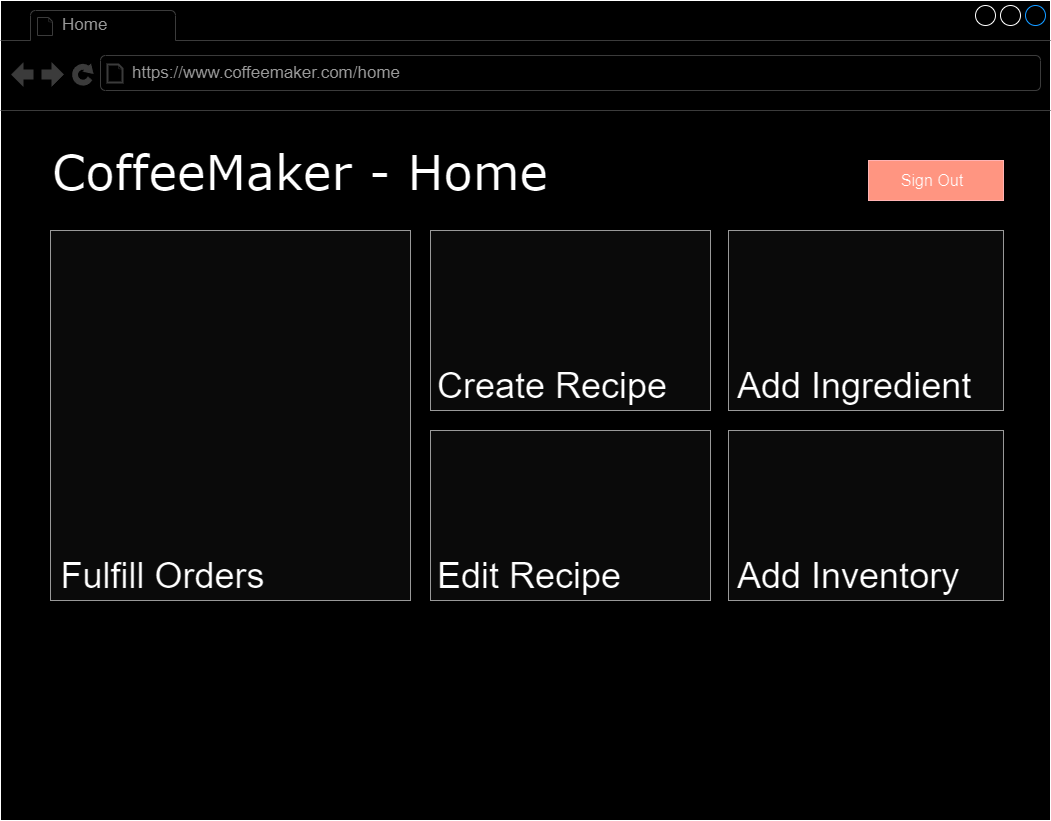 Home
https://www.coffeemaker.com/home
CoffeeMaker - Home
Sign Out
Create Recipe
Add Ingredient
Fulfill Orders
Edit Recipe
Add Inventory